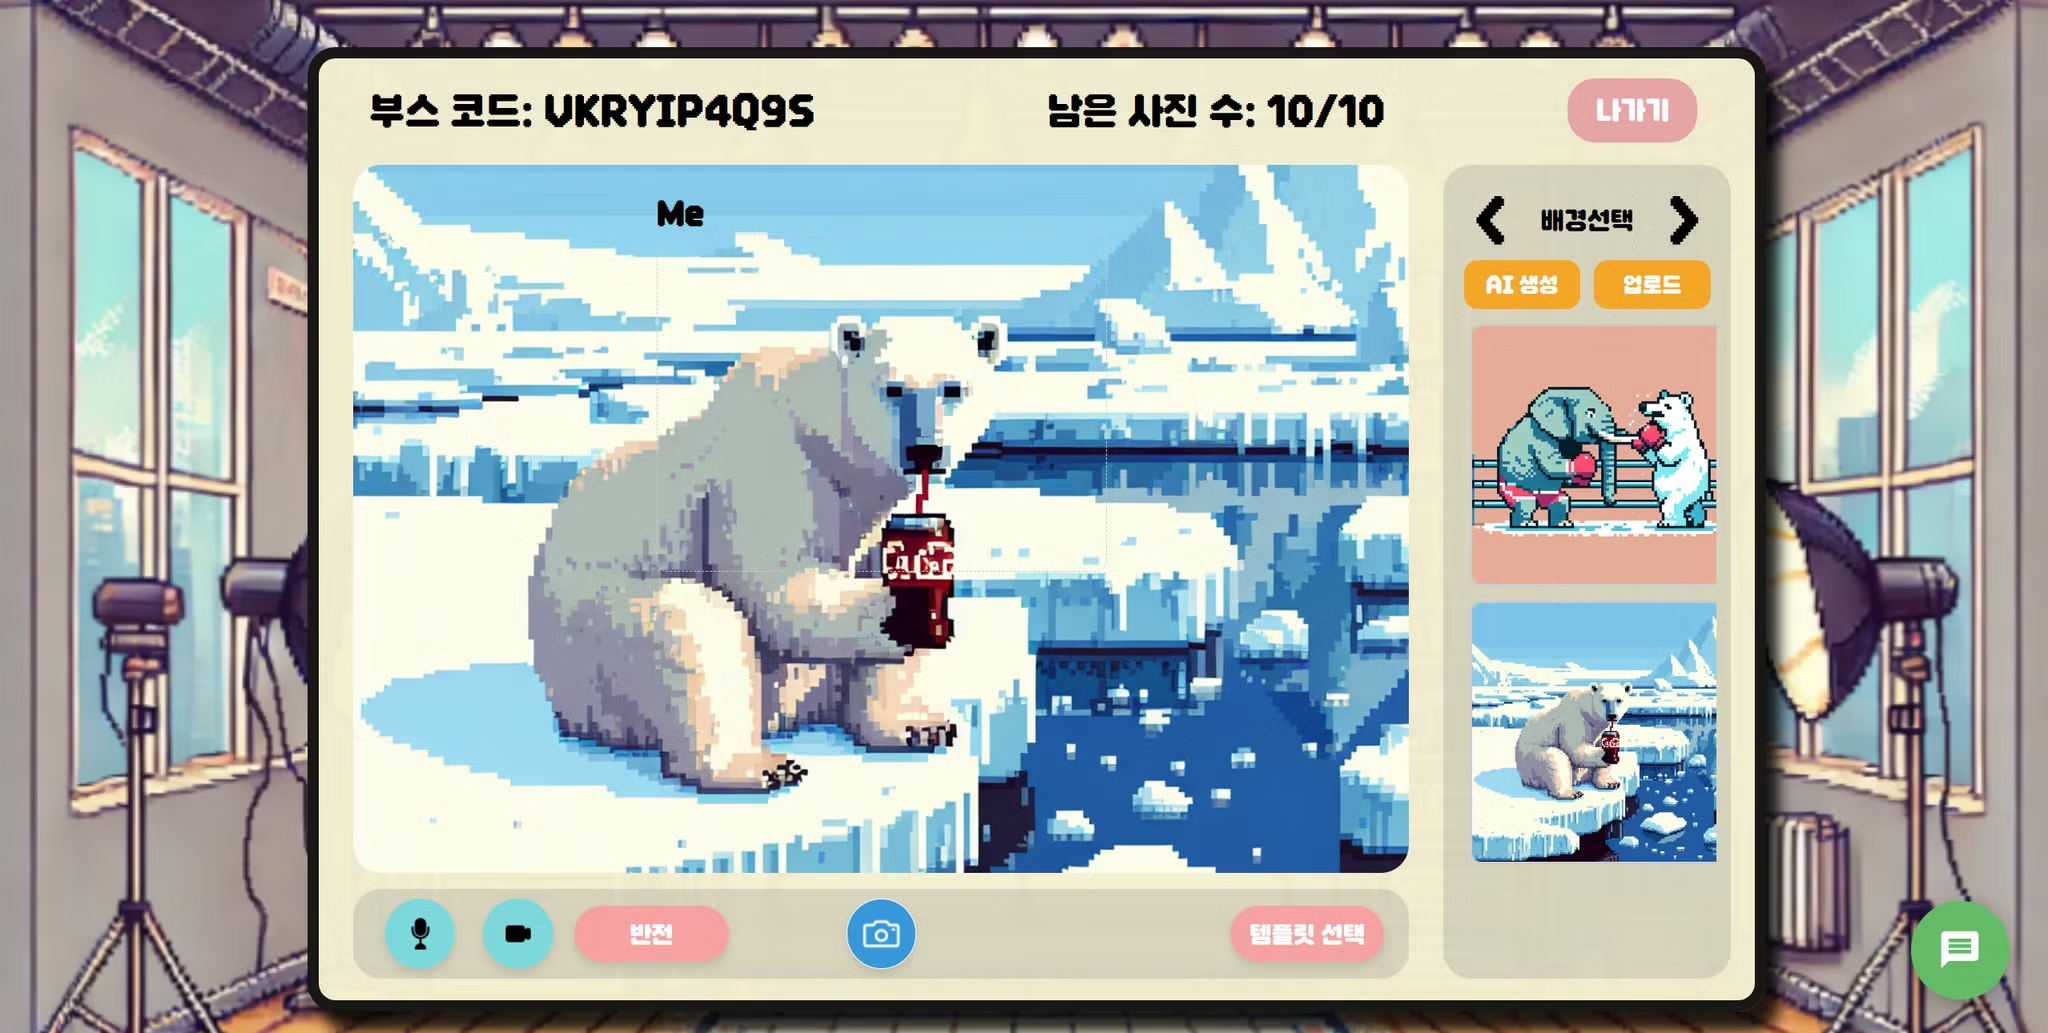 부스 코드: VKRYIP4Q9S
남은 사진 수: 10/10
나가기
Me
배경선택
AI 생성
업로드
반전
템플릿 선택